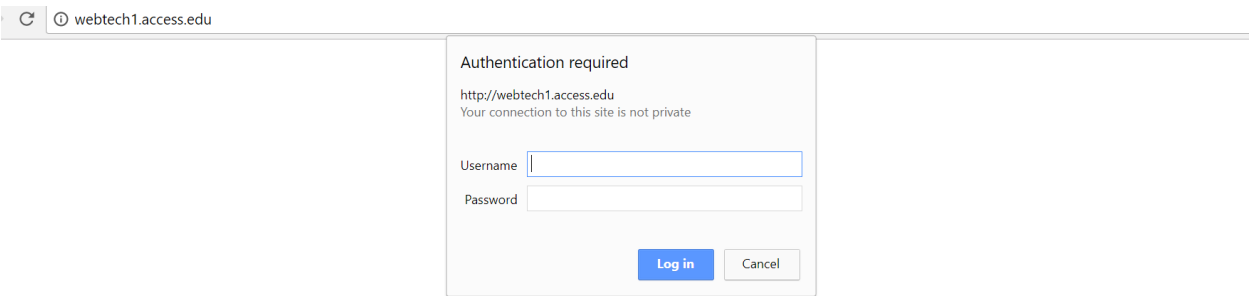 webtech1.access.edu
Authentication required
http://webtech1.access.edu
Your connection to this site is not private
Username
Password
Log in Cancel